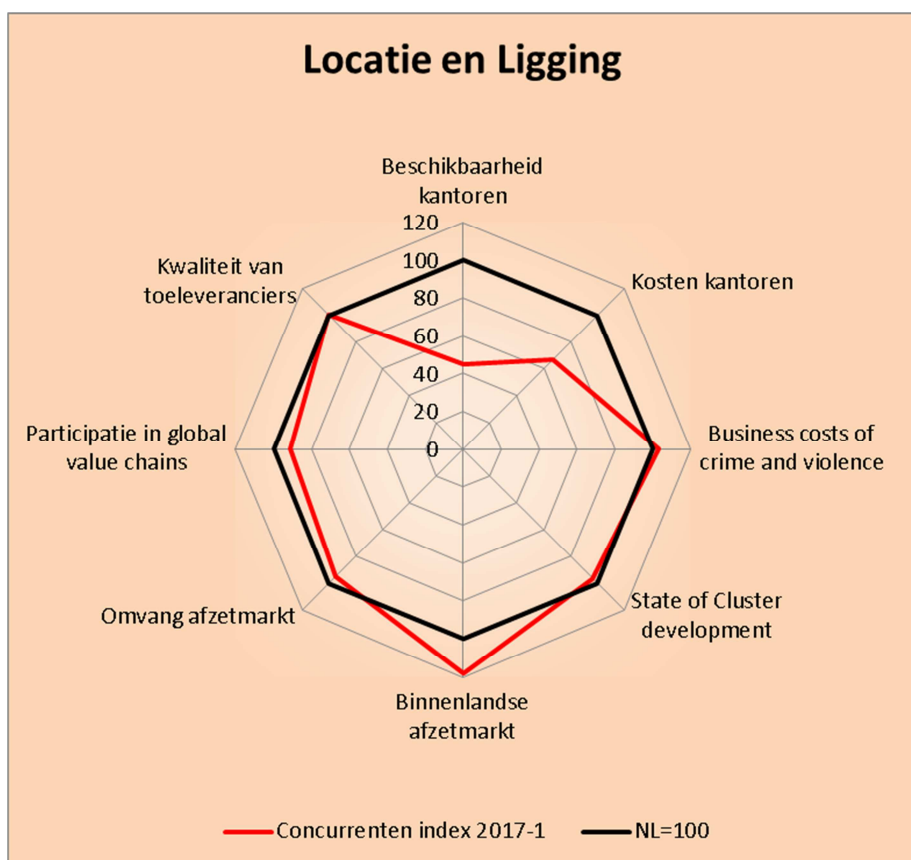 Locatie en Ligging
Beschikbaarheid
kantoren
Kosten kantoren
Business costs of
crime and violence
State of Cluster
development
Binnenlandse
afzetmarkt
Omvang afzetmarkt
Participatie in global
value chains
Kwaliteit van
toeleveranciers
120
100
80
60
40
20
0
Concurrenten index 2017-1
NL=100